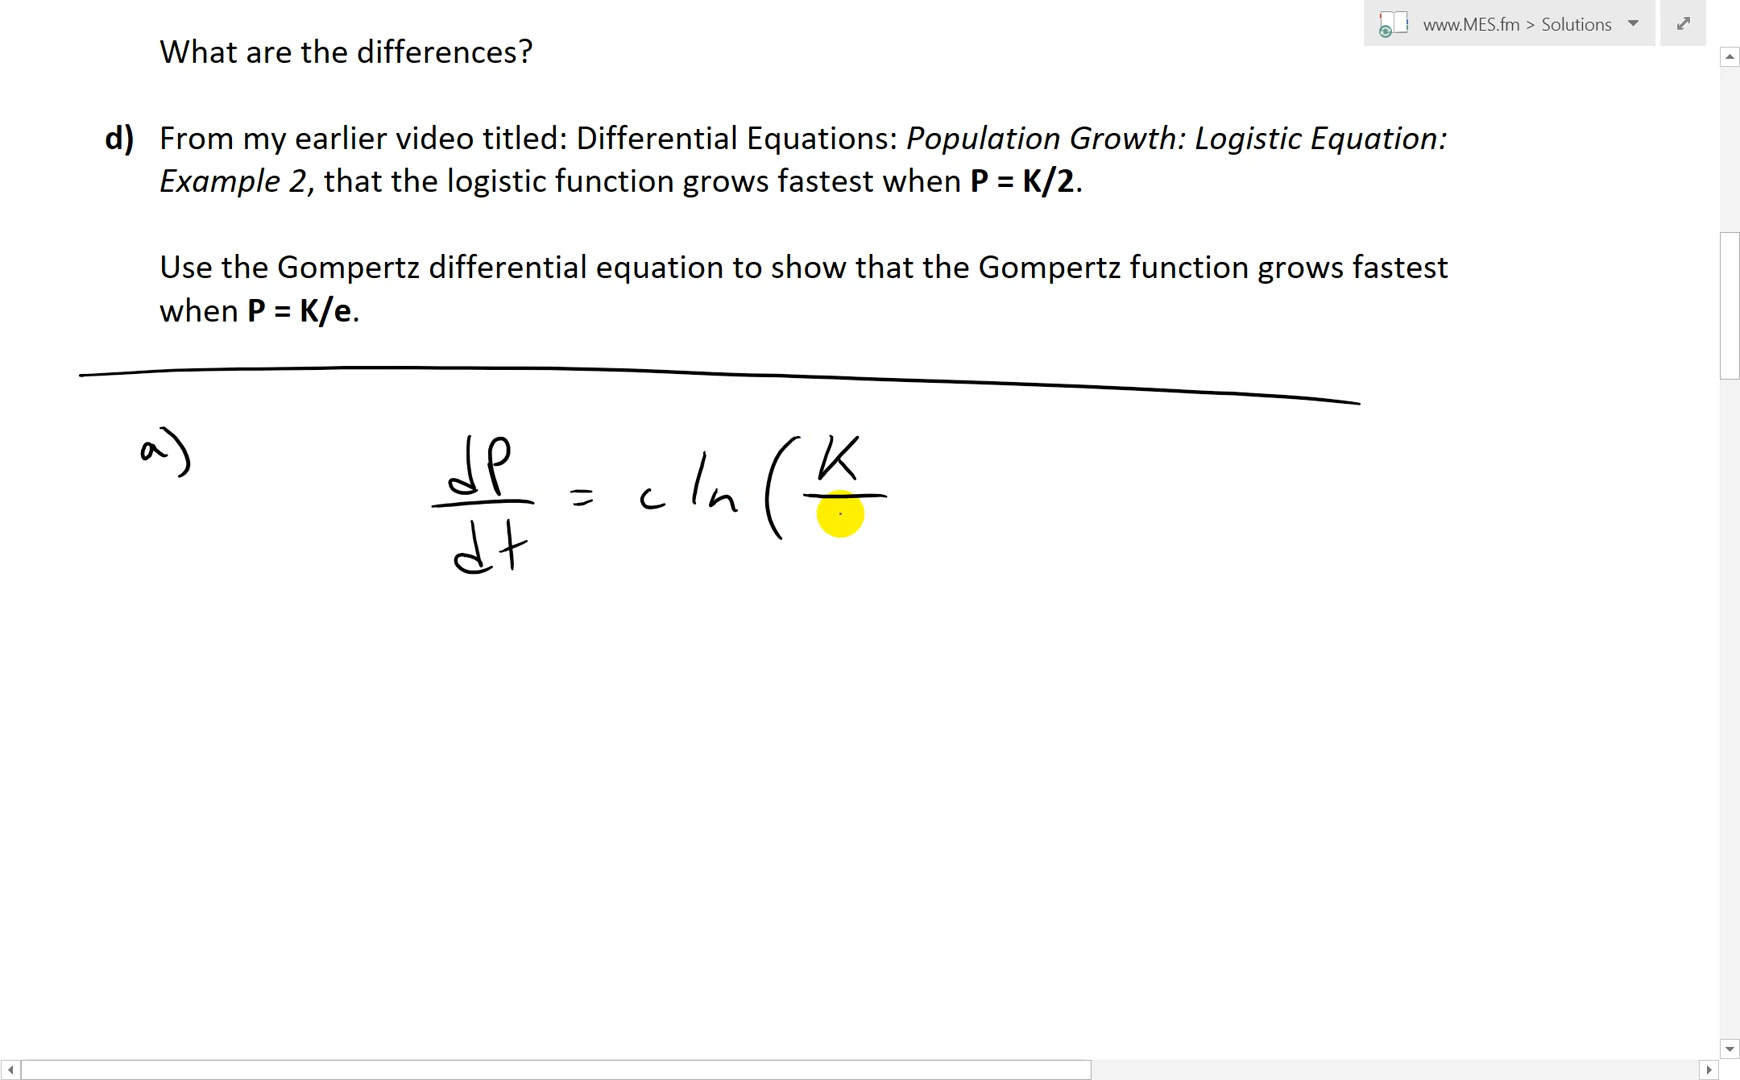 www.MES.fm > Solutions
What are the differences?
d) From my earlier video titled: Differential Equations: Population Growth: Logistic Equation:
Example 2, that the logistic function grows fastest when P = K/2.
Use the Gompertz differential equation to show that the Gompertz function grows fastest
when P = K/e.
a) dP/dt = c ln (K/